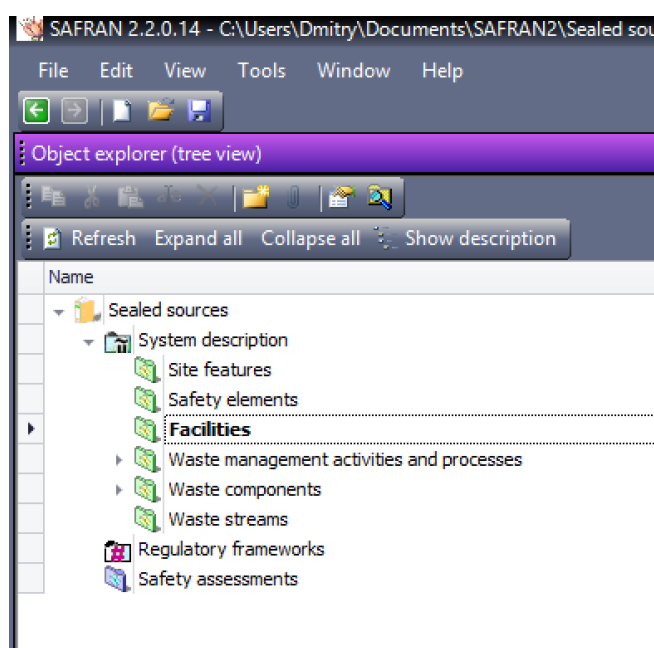 SAFRAN 2.2.0.14 - C:\Users\Dmitry\Documents\SAFRAN2\Sealed sou
File Edit View Tools Window Help
Object explorer (tree view)
Refresh Expand all Collapse all Show description
Name
Sealed sources
System description
Site features
Safety elements
Facilities
Waste management activities and processes
Waste components
Waste streams
Regulatory frameworks
Safety assessments